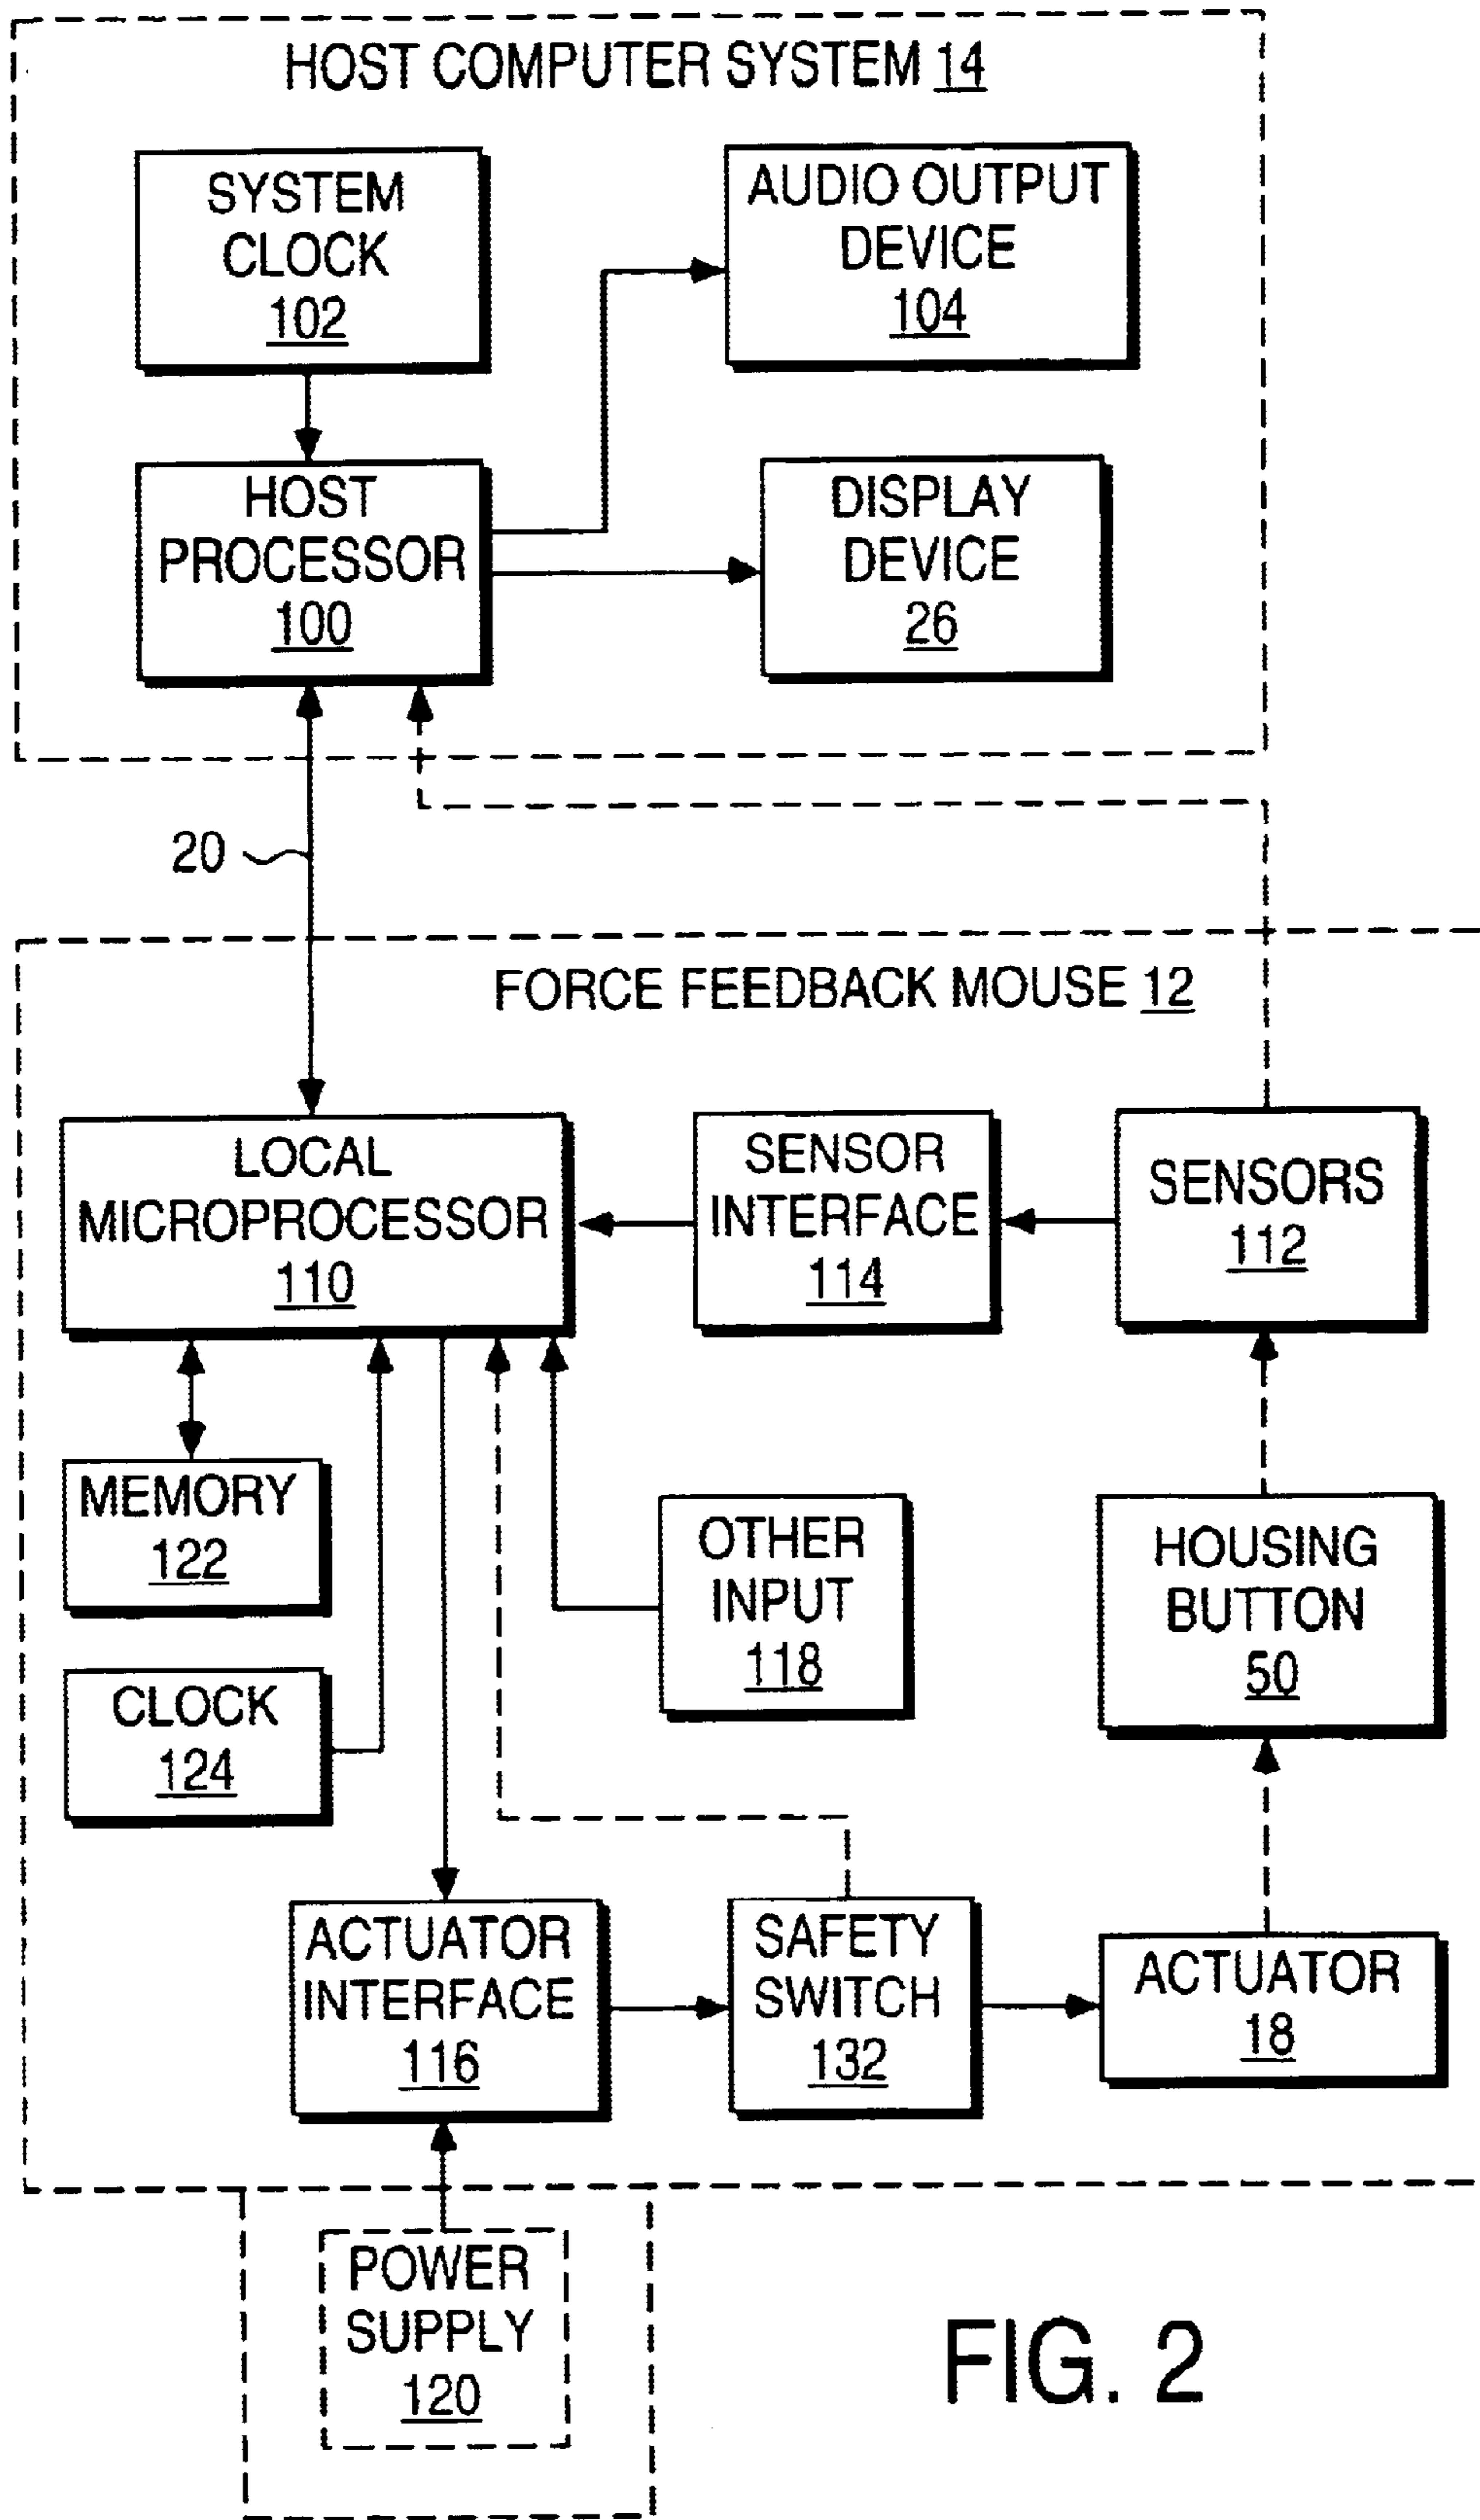 HOST COMPUTER SYSTEM 14
SYSTEM
CLOCK
102
AUDIO OUTPUT
DEVICE
104
HOST
PROCESSOR
100
DISPLAY
DEVICE
26
20
FORCE FEEDBACK MOUSE 12
LOCAL
MICROPROCESSOR
110
SENSOR
INTERFACE
114
SENSORS
112
MEMORY
122
OTHER
INPUT
118
HOUSING
BUTTON
50
CLOCK
124
ACTUATOR
INTERFACE
116
SAFETY
SWITCH
132
ACTUATOR
18
POWER
SUPPLY
120
FIG. 2